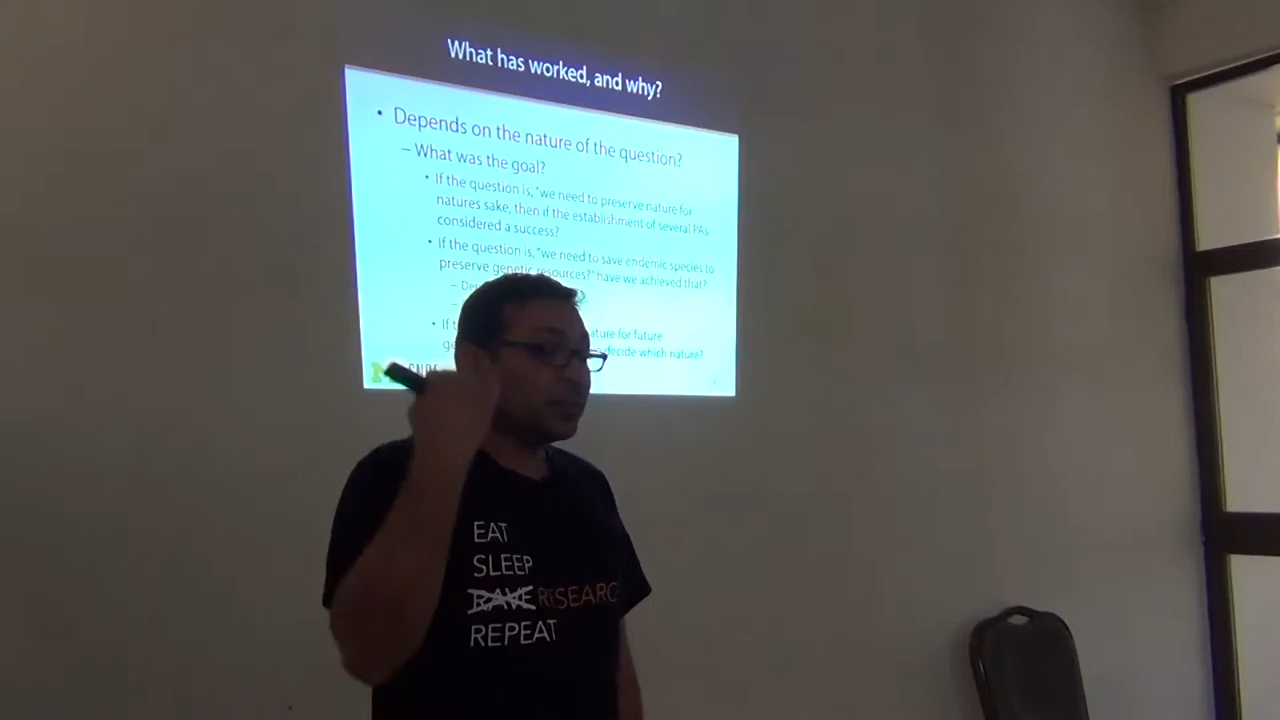 What has worked, and why?
• Depends on the nature of the question?
– What was the goal?
• If the question is, "we need to preserve nature for
natures sake, then if the establishment of several PAs
considered a success?
• If the question is, "we need to save endemic species to
preserve genetic resources?" have we achieved that?
–
–
• If
ature for future
decide which nature?
EAT
SLEEP
RAVE RESEARC
REPEAT